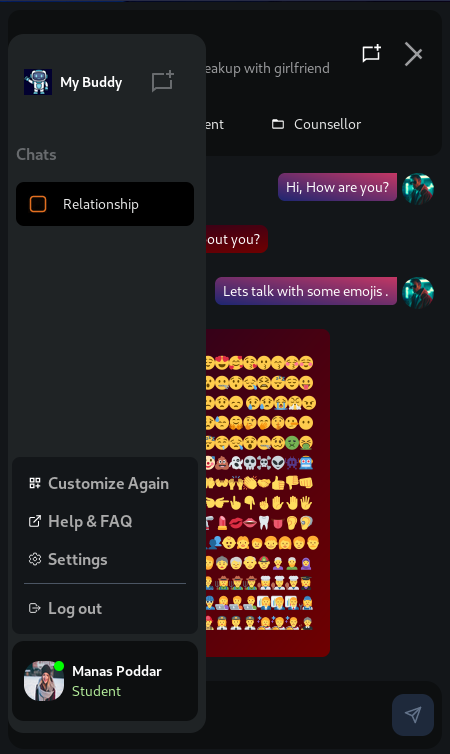 My Buddy
eakup with girlfriend
ent
Counsellor
Chats
Hi, How are you?
Relationship
out you?
Lets talk with some emojis .
Customize Again
Help & FAQ
Settings
Log out
Manas Poddar
Student